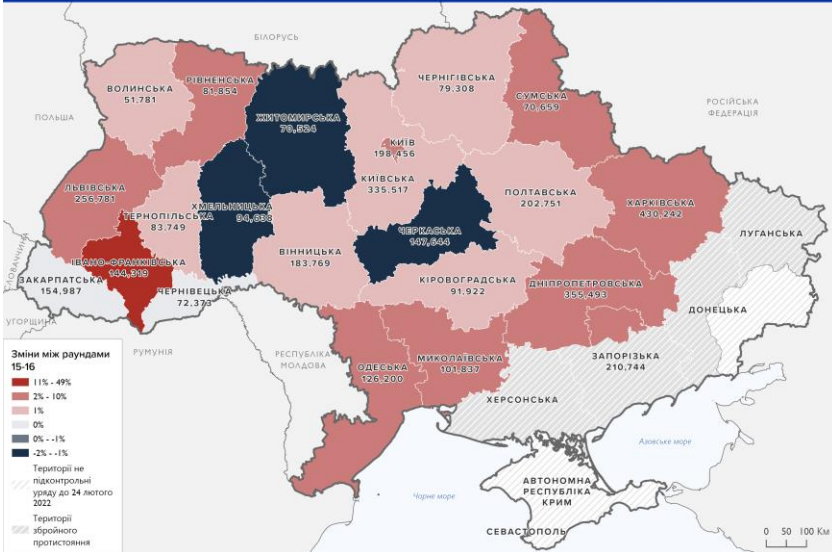 БІЛОРУСЬ
ПОЛЬША
РОСІЙСЬКА
ФЕДЕРАЦІЯ
ВОЛИНСЬКА
51,781
РІВНЕНСЬКА
81,854
ЖИТОМИРСЬКА
70,524
ЧЕРНІГІВСЬКА
79.308
СУМСЬКА
70,659
КИЇВ
198,456
КИЇВСЬКА
335,517
ЛЬВІВСЬКА
256,781
ТЕРНОПІЛЬСЬКА
83,749
ХМЕЛЬНИЦЬКА
94,638
ЧЕРКАСЬКА
147,644
ПОЛТАВСЬКА
202,751
ХАРКІВСЬКА
430,242
ЛУГАНСЬКА
ВІННИЦЬКА
183,769
ІВАНО-ФРАНКІВСЬКА
144,319
ЗАКАРПАТСЬКА
154,987
ЧЕРНІВЕЦЬКА
72,373
КІРОВОГРАДСЬКА
91,922
ДНІПРОПЕТРОВСЬКА
355,493
ДОНЕЦЬКА
УГОРЩИНА
РУМУНІЯ
РЕСПУБЛІКА
МОЛДОВА
ОДЕСЬКА
126,200
МИКОЛАЇВСЬКА
101,837
ЗАПОРІЗЬКА
210,744
ХЕРСОНСЬКА
Азовське море
Чорне море
АВТОНОМНА
РЕСПУБЛІКА
КРИМ
СЕВАСТОПОЛЬ
Зміни між раундами
15-16
11% - 49%
2% - 10%
1%
0%
0% - -1%
-2% - -1%
Території не
підконтрольні
уряду до 24 лютого
2022
Території
збройного
протистояння
0 50 100 Км